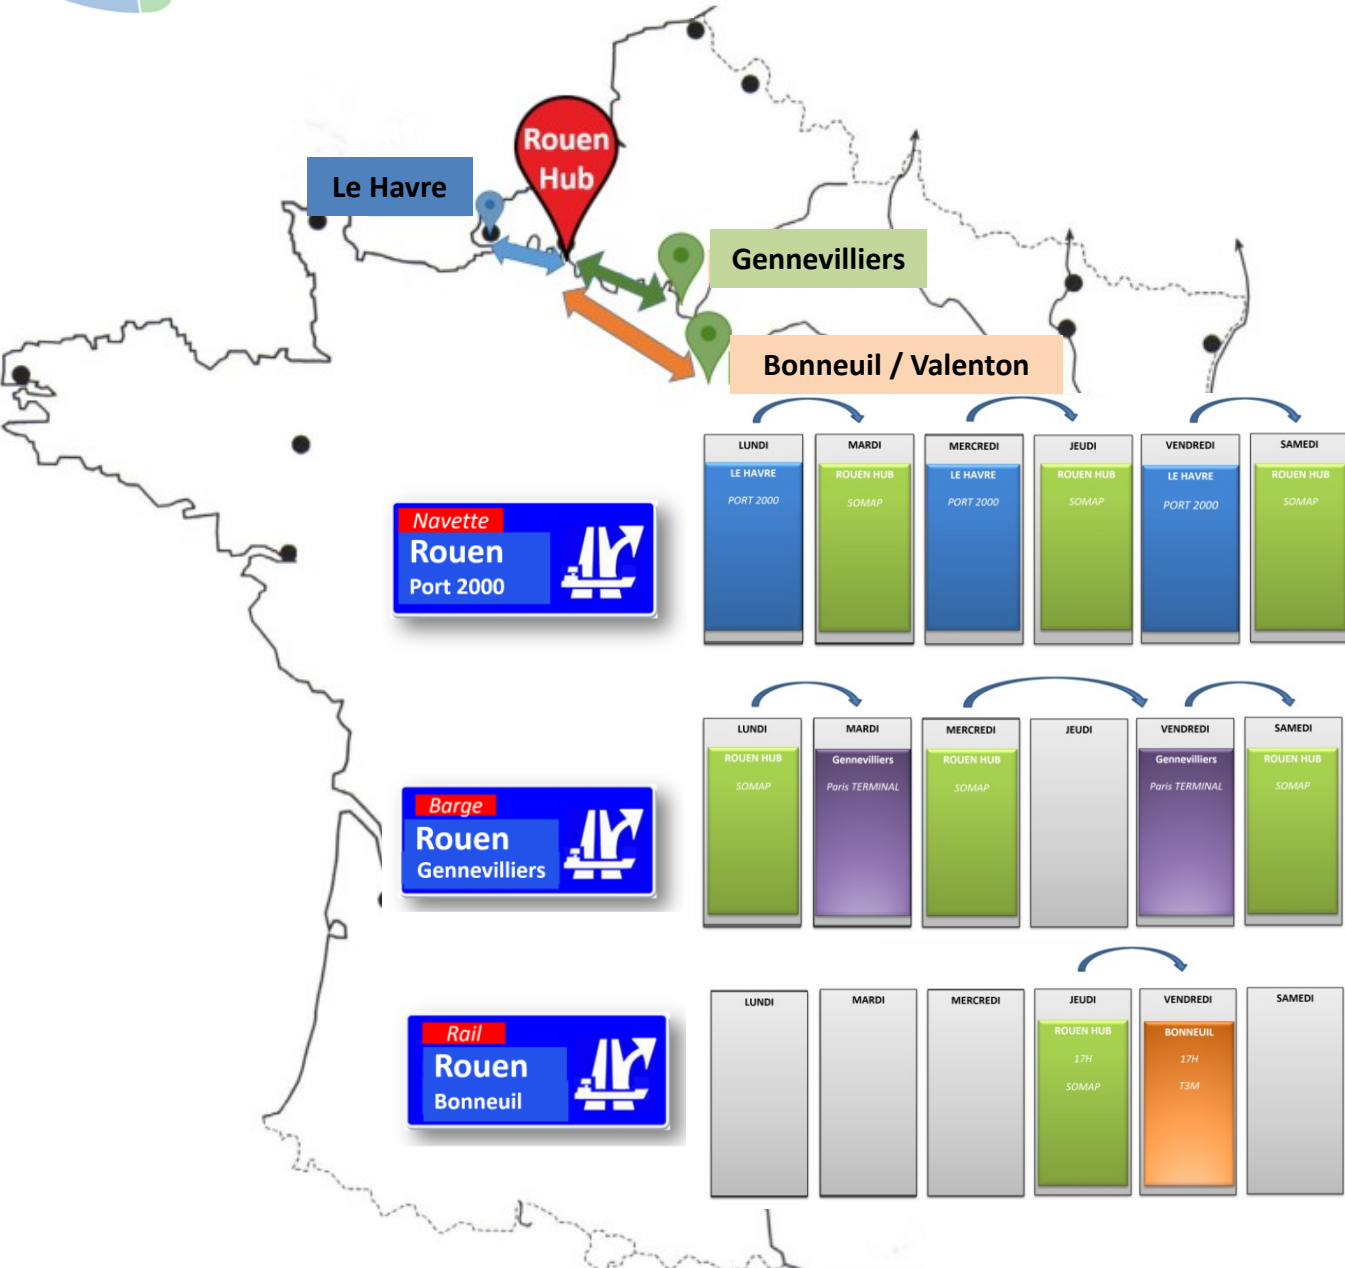 Rouen
Hub
Le Havre
Gennevilliers
Bonneuil / Valenton
LUNDI
MARDI
MERCREDI
JEUDI
VENDREDI
SAMEDI
LE HAVRE
PORT 2000
ROUEN HUB
SOMAP
LE HAVRE
PORT 2000
ROUEN HUB
SOMAP
LE HAVRE
PORT 2000
ROUEN HUB
SOMAP
Navette
Rouen
Port 2000
LUNDI
MARDI
MERCREDI
JEUDI
VENDREDI
SAMEDI
ROUEN HUB
SOMAP
Gennevilliers
Paris TERMINAL
ROUEN HUB
SOMAP
Gennevilliers
Paris TERMINAL
ROUEN HUB
SOMAP
Barge
Rouen
Gennevilliers
LUNDI
MARDI
MERCREDI
JEUDI
VENDREDI
SAMEDI
ROUEN HUB
17H
SOMAP
BONNEUIL
17H
T3M
Rail
Rouen
Bonneuil